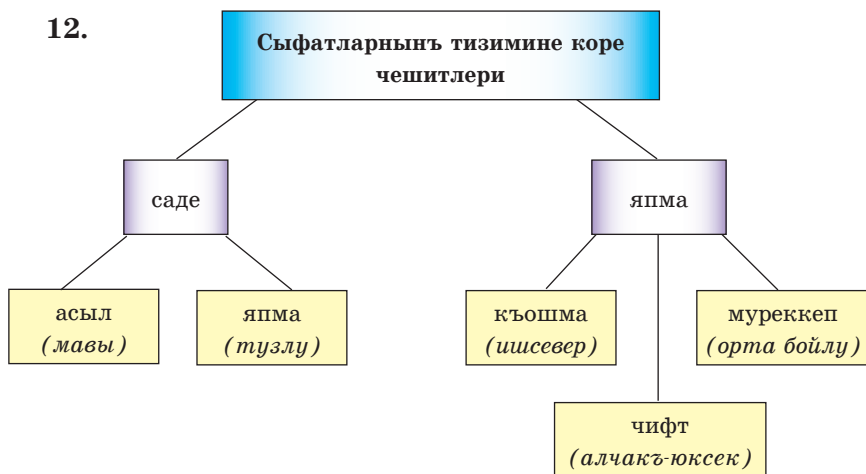 12.
Сыфатларнынъ тизимине коре
чешитлери
саде
япма
асыл
(мавы)
япма
(тузлу)
къошма
(ишсевер)
муреккеп
(орта бойлу)
чифт
(алчакъ-юксек)